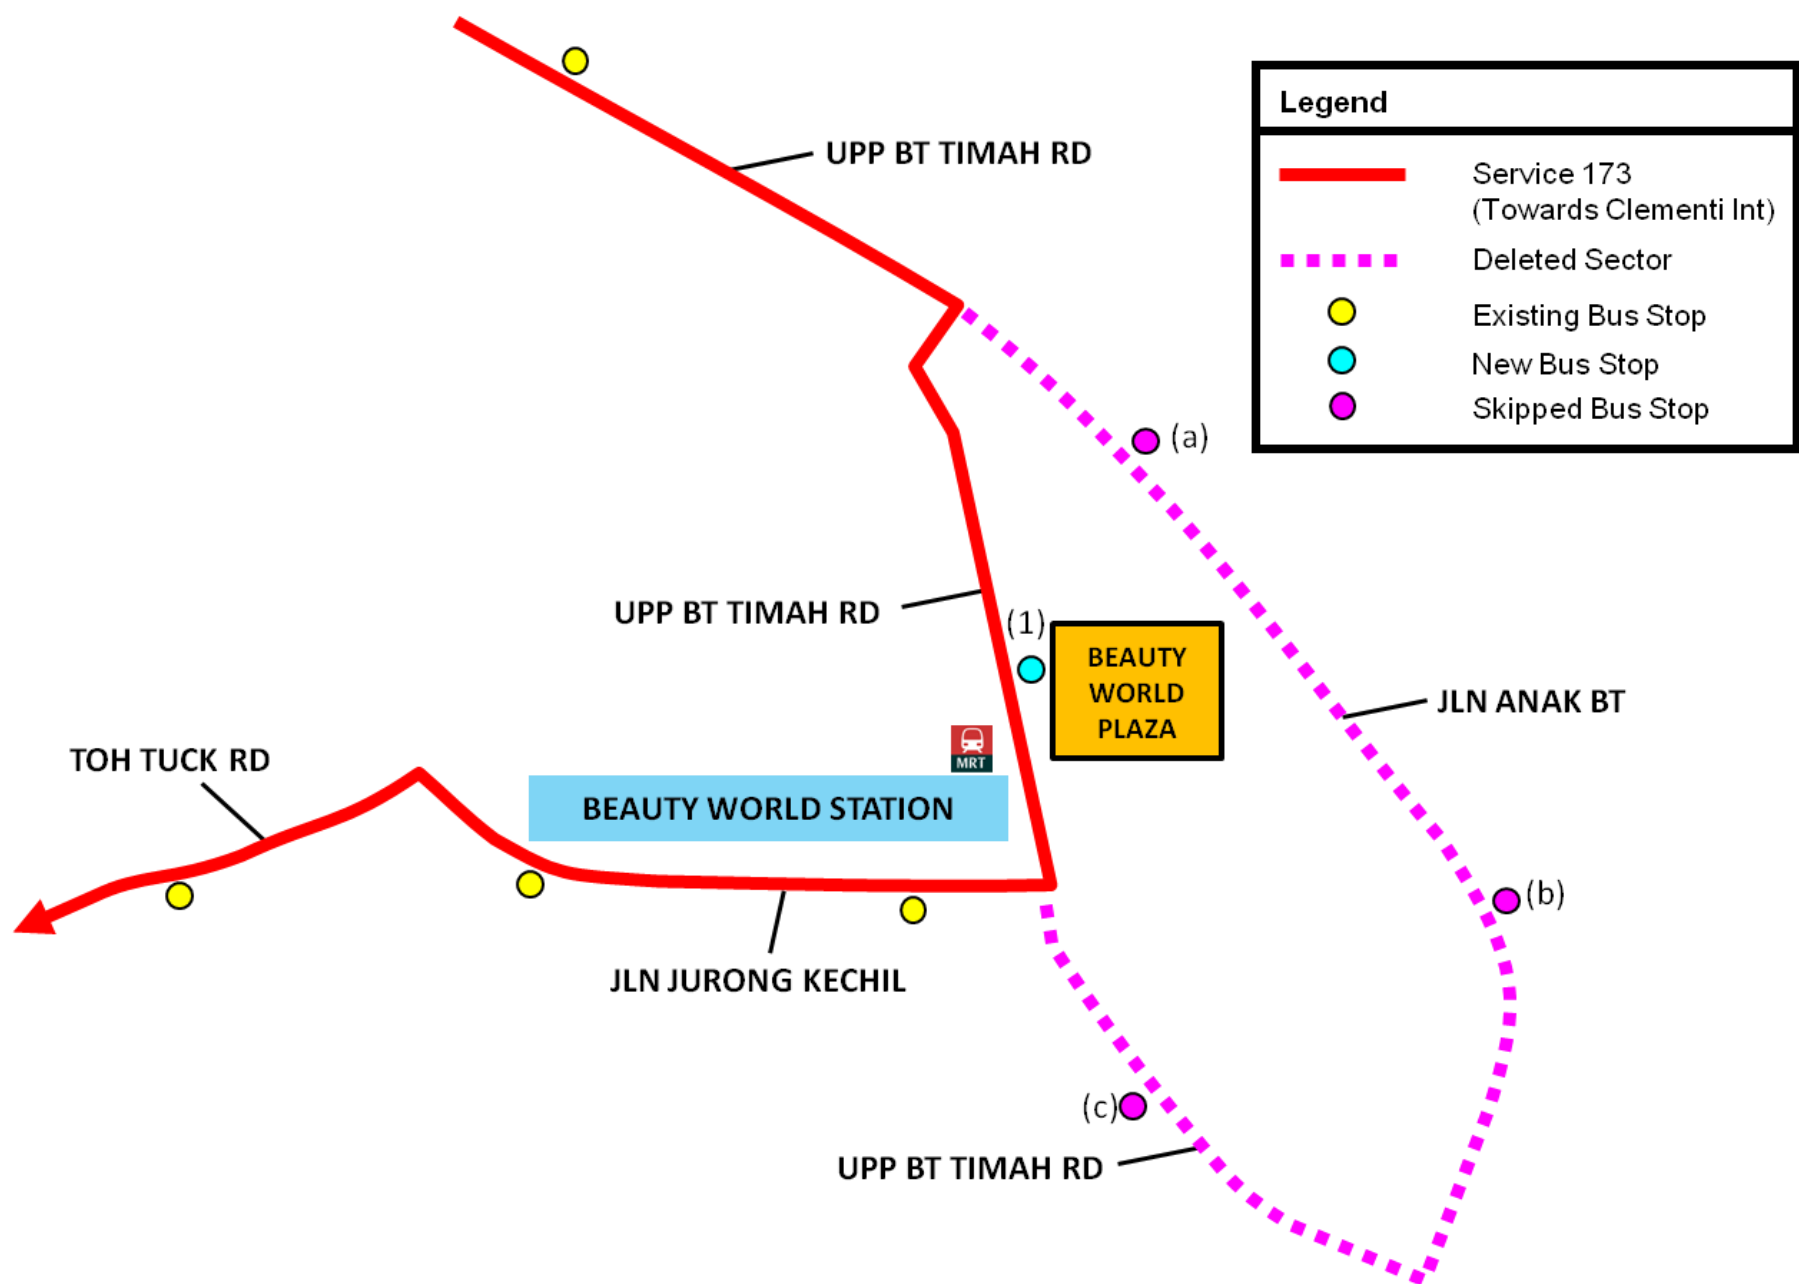 UPP BT TIMAH RD
Legend
Service 173
(Towards Clementi Int)
Deleted Sector
Existing Bus Stop
New Bus Stop
Skipped Bus Stop
(a)
UPP BT TIMAH RD
(1)
BEAUTY
WORLD
PLAZA
JLN ANAK BT
MRT
TOH TUCK RD
BEAUTY WORLD STATION
(b)
JLN JURONG KECHIL
(c)
UPP BT TIMAH RD